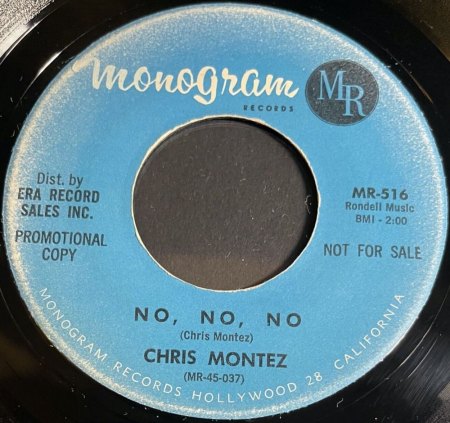 monogram
RECORDS
MR
Dist. by
ERA RECORD
SALES INC.
PROMOTIONAL
COPY
MR-516
Rondell Music
BMI - 2:00
NOT FOR SALE
NO, NO, NO
(Chris Montez)
CHRIS MONTEZ
(MR-45-037)
MONOGRAM RECORDS HOLLYWOOD 28, CALIFORNIA